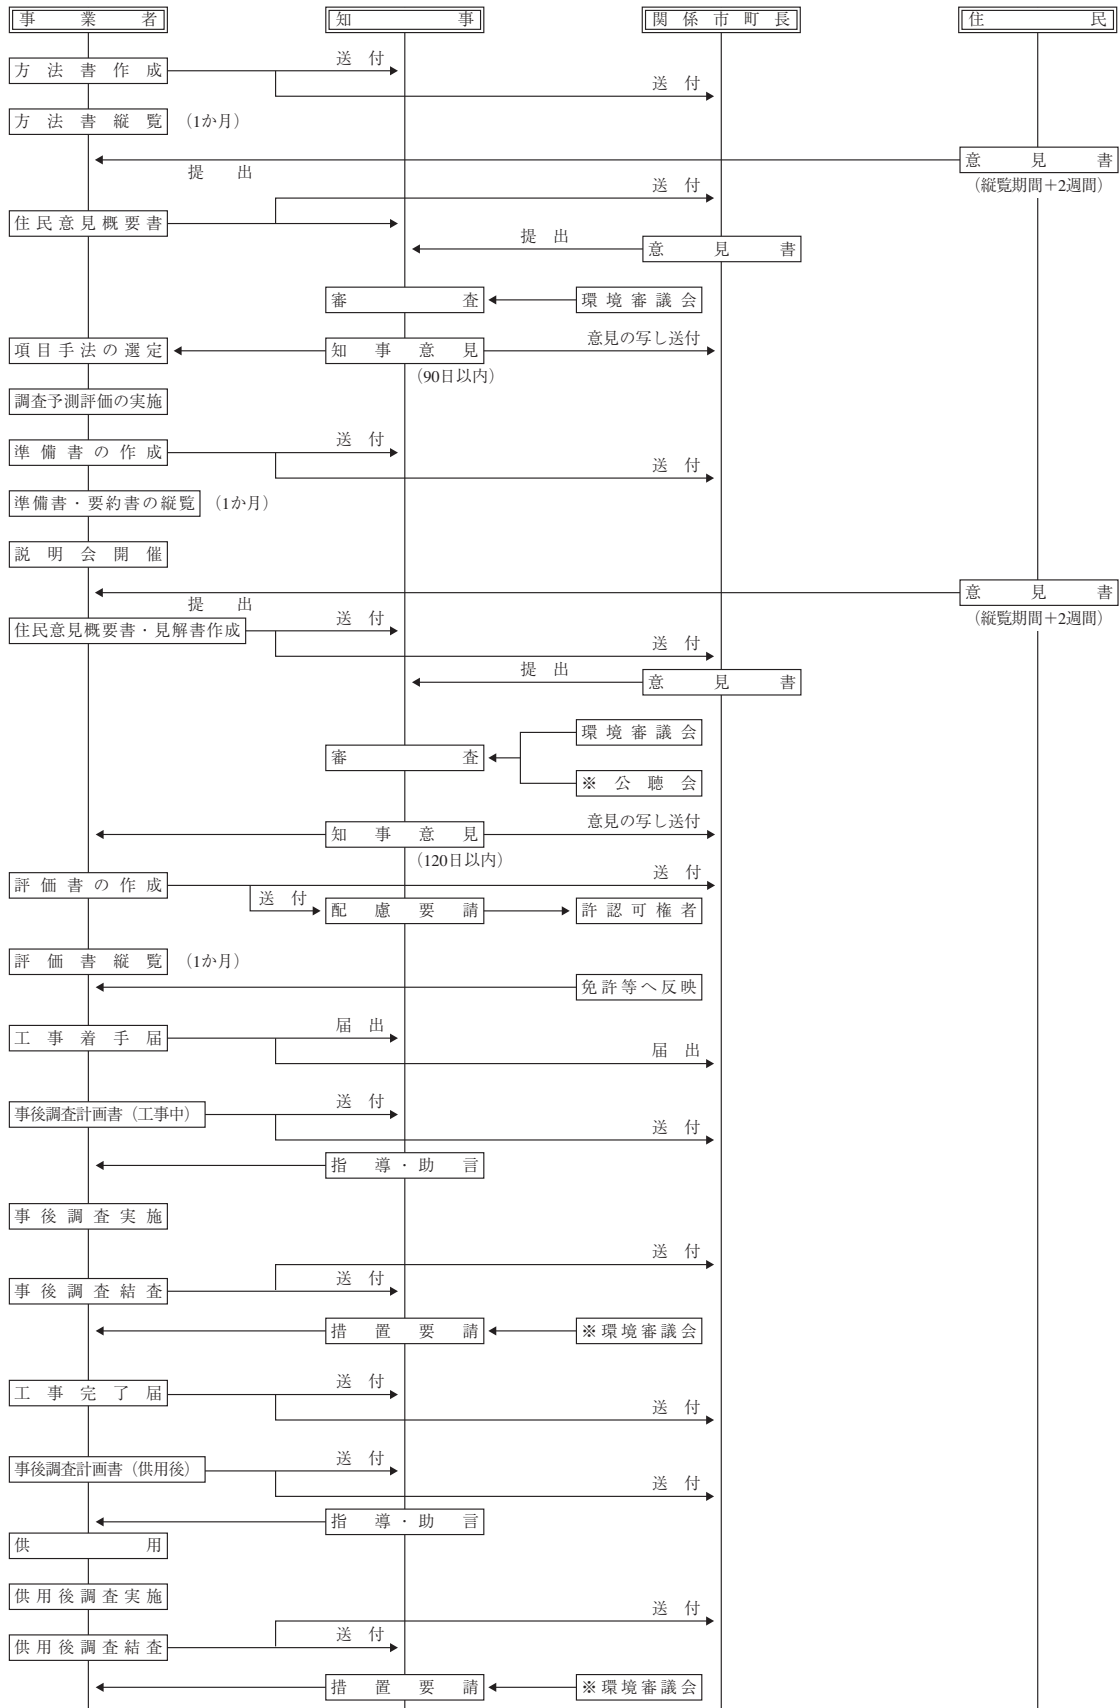 事業者 知事 関係市町長 住民
送付
方法書作成
送付
方法書縦覧 (1か月)
意見書
提出
(縦覧期間+2週間)
送付
住民意見概要書
提出
意見書
審査 環境審議会
意見の写し送付
項目手法の選定 知事意見
(90日以内)
調査予測評価の実施
送付
準備書の作成
送付
準備書・要約書の縦覧 (1か月)
説明会開催
意見書
提出
(縦覧期間+2週間)
送付
住民意見概要書・見解書作成
送付
提出
意見書
環境審議会
審査
※公聴会
意見の写し送付
知事意見
(120日以内)
送付
評価書の作成
送付
配慮要請 許認可権者
評価書縦覧 (1か月)
免許等へ反映
届出
工事着手届
届出
送付
事後調査計画書(工事中)
送付
指導・助言
事後調査実施
送付
送付
事後調査結査
措置要請 ※環境審議会
送付
工事完了届
送付
送付
事後調査計画書(供用後)
送付
指導・助言
供用
供用後調査実施
送付
送付
供用後調査結査
措置要請 ※環境審議会